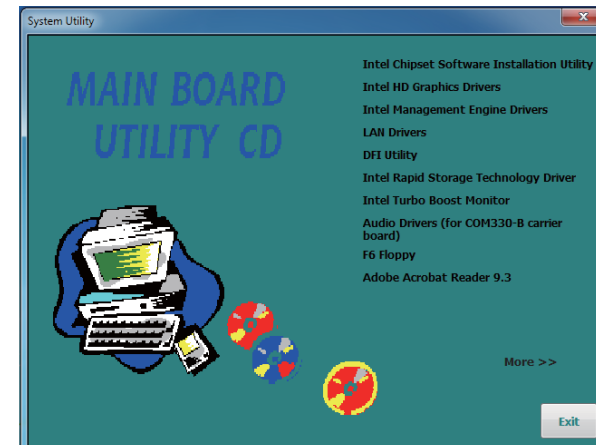 System Utility
MAIN BOARD
UTILITY CD
Intel Chipset Software Installation Utility
Intel HD Graphics Drivers
Intel Management Engine Drivers
LAN Drivers
DFI Utility
Intel Rapid Storage Technology Driver
Intel Turbo Boost Monitor
Audio Drivers (for COM330-B carrier
board)
F6 Floppy
Adobe Acrobat Reader 9.3
More >>
Exit